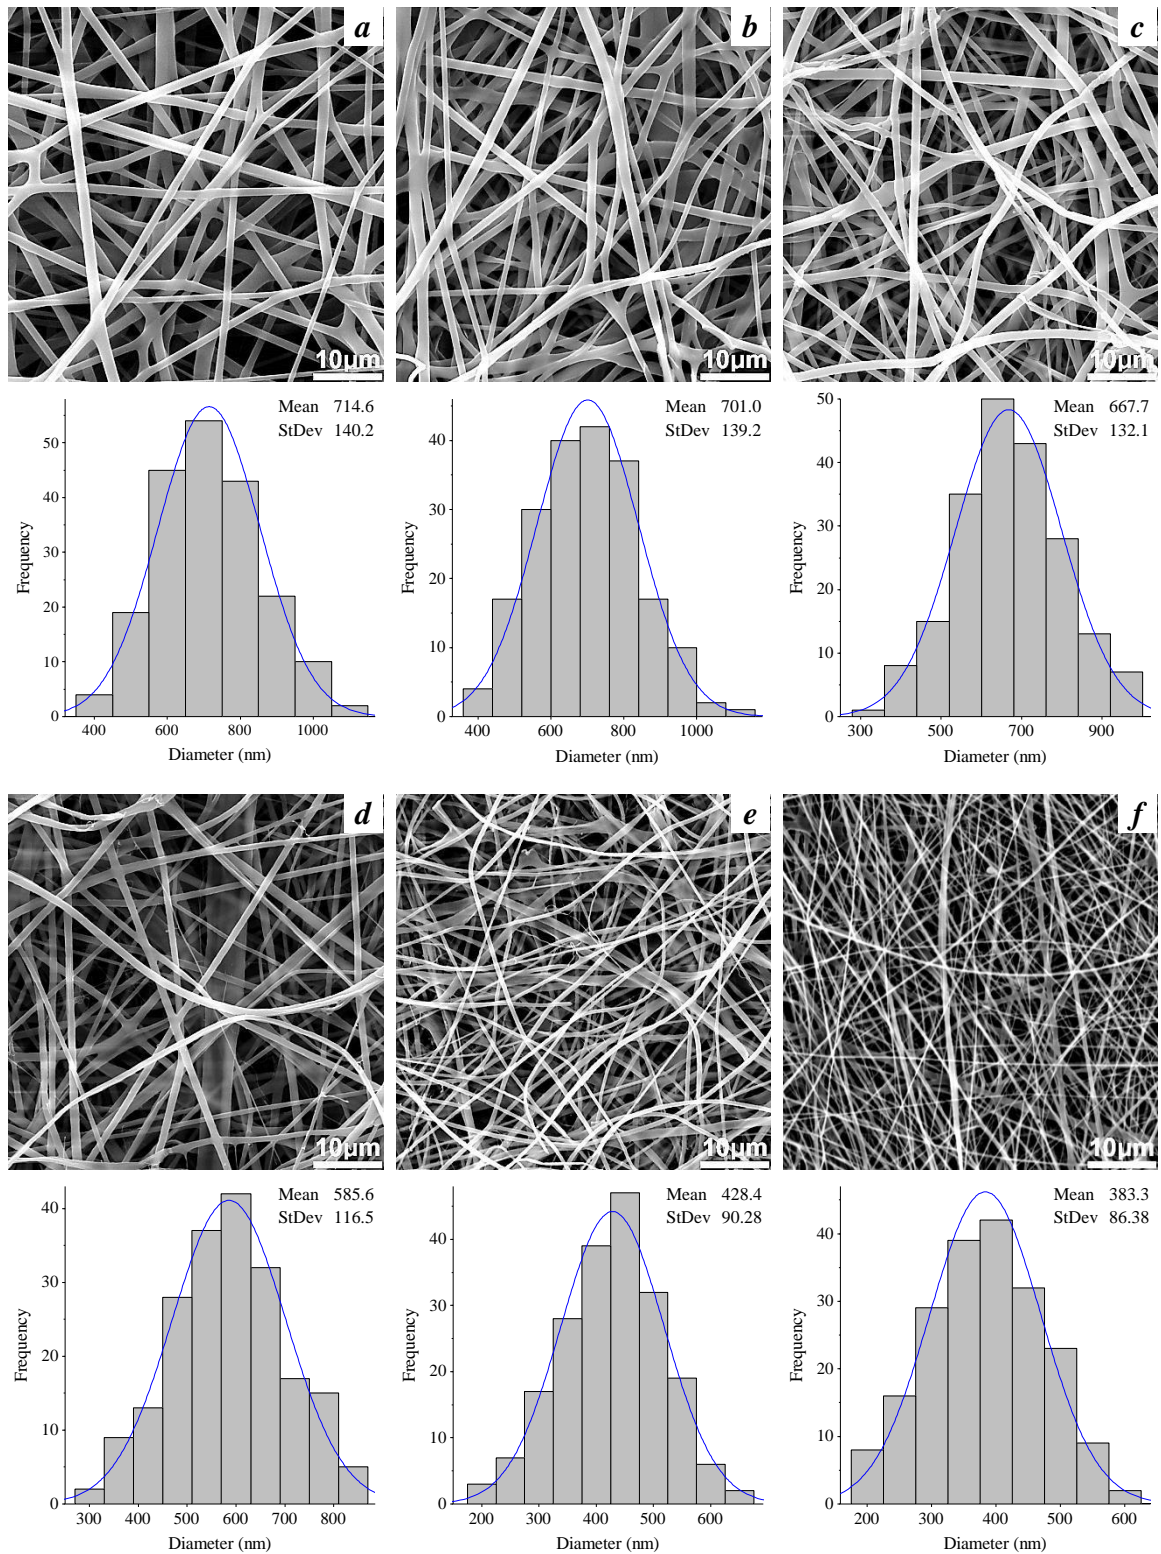 a
b
c
10μm
10μm
10μm
Mean 714.6
StDev 140.2
50
40
30
20
10
0
Frequency
400 600 800 1000
Diameter (nm)
Mean 701.0
StDev 139.2
40
30
20
10
0
Frequency
400 600 800 1000
Diameter (nm)
Mean 667.7
StDev 132.1
50
40
30
20
10
0
Frequency
300 500 700 900
Diameter (nm)
d
e
f
10μm
10μm
10μm
Mean 585.6
StDev 116.5
40
30
20
10
0
Frequency
300 400 500 600 700 800
Diameter (nm)
Mean 428.4
StDev 90.28
40
30
20
10
0
Frequency
200 300 400 500 600
Diameter (nm)
Mean 383.3
StDev 86.38
40
30
20
10
0
Frequency
200 300 400 500 600
Diameter (nm)